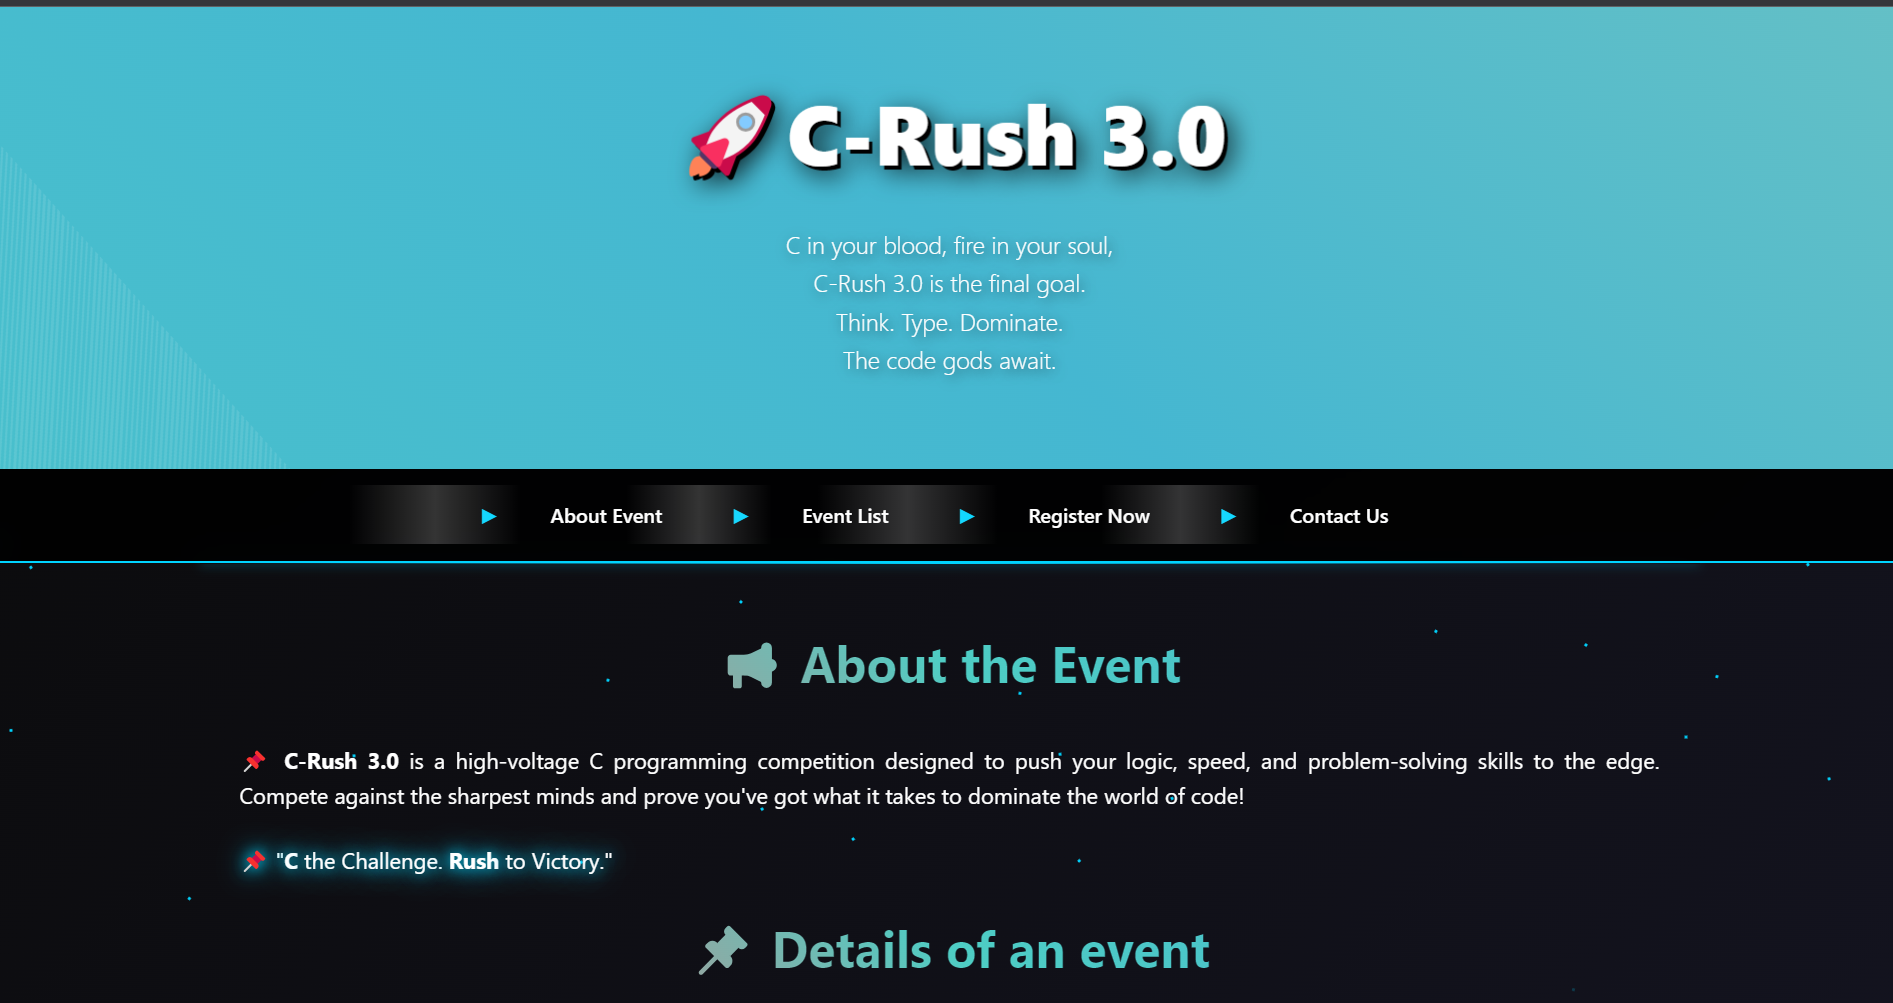 🚀 C-Rush 3.0
C in your blood, fire in your soul,
C-Rush 3.0 is the final goal.
Think. Type. Dominate.
The code gods await.
▶ About Event ▶ Event List ▶ Register Now ▶ Contact Us
About the Event
📌 C-Rush 3.0 is a high-voltage C programming competition designed to push your logic, speed, and problem-solving skills to the edge.
Compete against the sharpest minds and prove you've got what it takes to dominate the world of code!
📌 "C the Challenge. Rush to Victory."
Details of an event